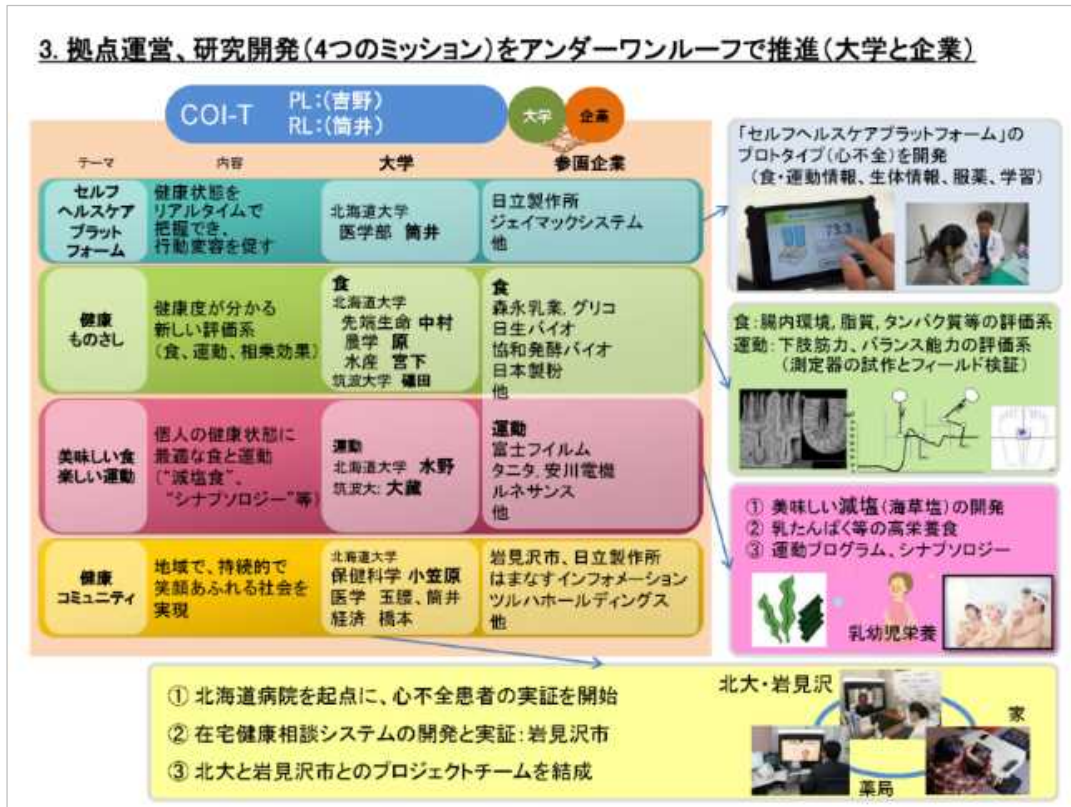 3. 拠点運営、研究開発(4つのミッション)をアンダーワンルーフで推進(大学と企業)
COI-T
PL:(吉野)
RL:(筒井)
大学
企業
テーマ
内容
大学
参画企業
セルフ
ヘルスケア
プラット
フォーム
健康状態を
リアルタイムで
把握でき、
行動変容を促す
北海道大学
医学部 筒井
日立製作所
ジェイマックシステム
他
健康
ものさし
健康度が分かる
新しい評価系
(食、運動、相乗効果)
食
北海道大学
先端生命 中村
農学 原
水産 宮下
筑波大学 礒田
食
森永乳業, グリコ
日生バイオ
協和発酵バイオ
日本製粉
他
美味しい食
楽しい運動
個人の健康状態に
最適な食と運動
(“減塩食”、
“シナプソロジー”等)
運動
北海道大学 水野
筑波大: 大藏
運動
富士フイルム
タニタ, 安川電機
ルネサンス
他
健康
コミュニティ
地域で、持続的で
笑顔あふれる社会を
実現
北海道大学
保健科学 小笠原
医学 玉腰、筒井
経済 橋本
岩見沢市、日立製作所
はまなすインフォメーション
ツルハホールディングス
他
「セルフヘルスケアプラットフォーム」の
プロトタイプ(心不全)を開発
(食・運動情報、生体情報、服薬、学習)
73.3
食:腸内環境, 脂質, タンパク質等の評価系
運動: 下肢筋力、バランス能力の評価系
(測定器の試作とフィールド検証)
① 美味しい減塩(海草塩)の開発
② 乳たんぱく等の高栄養食
③ 運動プログラム、シナプソロジー
乳幼児栄養
① 北海道病院を起点に、心不全患者の実証を開始
② 在宅健康相談システムの開発と実証: 岩見沢市
③ 北大と岩見沢市とのプロジェクトチームを結成
北大・岩見沢
家
薬局